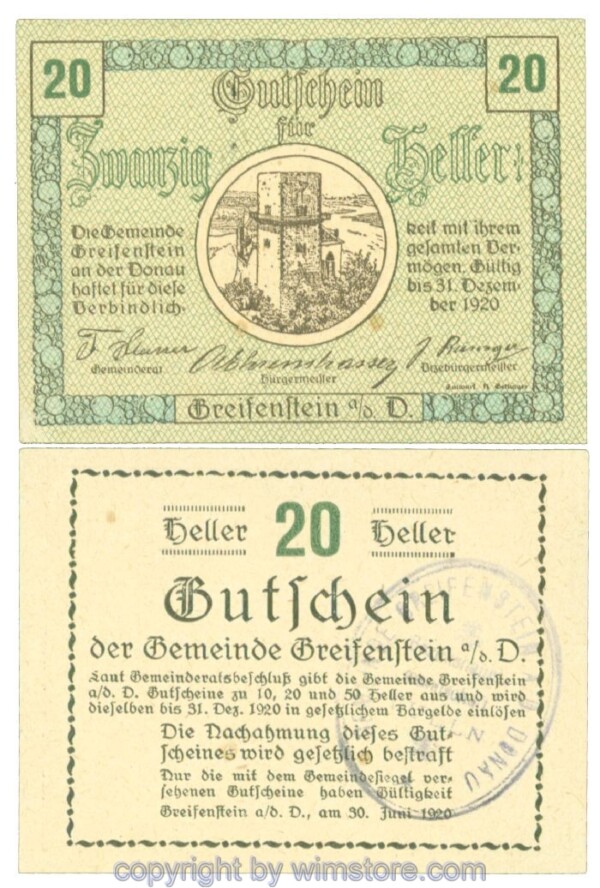 20
20
Gutschein
für
Zwanzig Heller
Die Gemeinde
Greifenstein
an der Donau
haftet für diese
Verbindlich-
keit mit ihrem
gesamten Ver-
mögen. Gültig
bis 31. Dezem-
ber 1920
Gemeinderat
Bürgermeister
Vizebürgermeister
Greifenstein a/d. D.
Heller 20 Heller
Gutschein
der Gemeinde Greifenstein a/d. D.
Laut Gemeinderatsbeschluß gibt die Gemeinde Greifenstein
a/d. D. Gutscheine zu 10, 20 und 50 Heller aus und wird
dieselben bis 31. Dez. 1920 in gesetzlichem Bargelde einlösen
Die Nachahmung dieses Gut-
scheines wird gesetzlich bestraft
Nur die mit dem Gemeindesiegel ver-
sehenen Gutscheine haben Gültigkeit
Greifenstein a/d. D., am 30. Juni 1920
GREIFENSTEIN
DONAU
copyright by wimstore.com